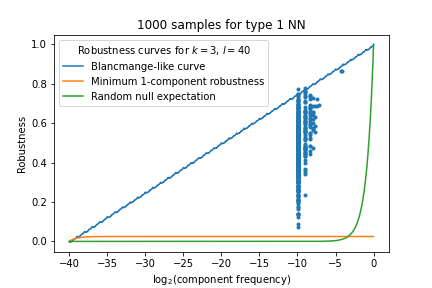 1000 samples for type 1 NN
Robustness curves for k = 3, l = 40
Blancmange-like curve
Minimum 1-component robustness
Random null expectation
Robustness
1.0
0.8
0.6
0.4
0.2
0.0
−40 −35 −30 −25 −20 −15 −10 −5 0
log₂(component frequency)